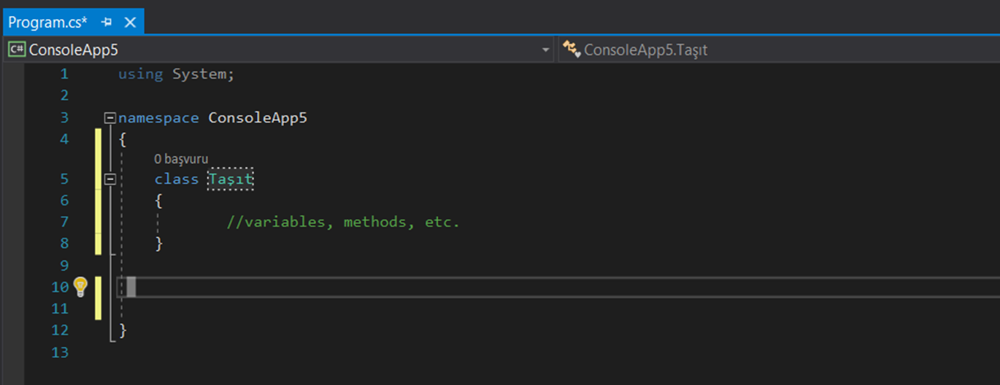 Program.cs*
C# ConsoleApp5 ConsoleApp5.Taşıt
1 using System;
2
3 namespace ConsoleApp5
4 {
0 başvuru
5 class Taşıt
6 {
7 //variables, methods, etc.
8 }
9
10
11
12 }
13